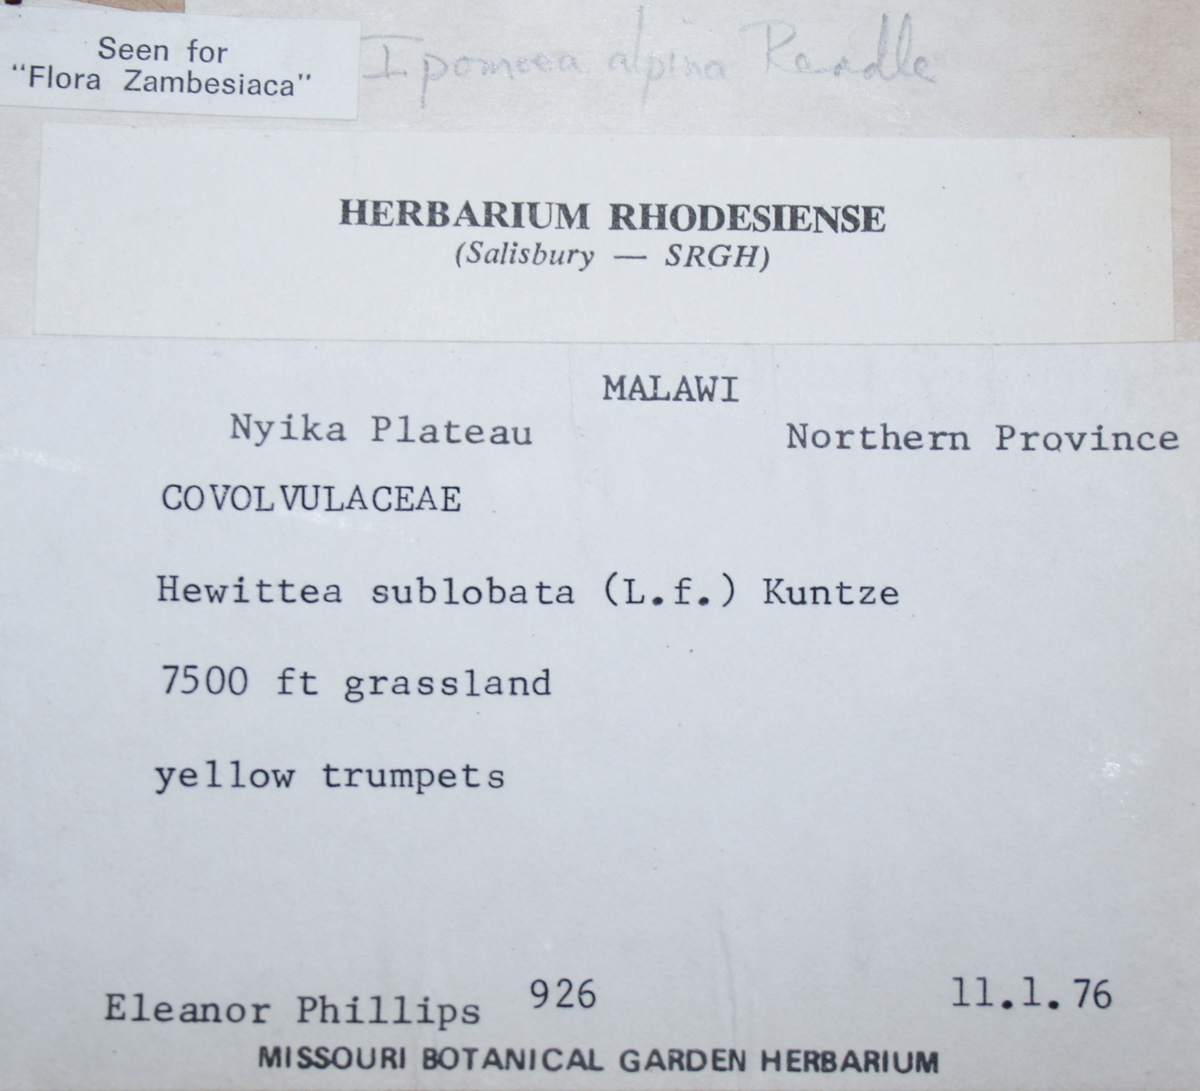 Seen for
"Flora Zambesiaca"
Ipomoea alpina Rendle
HERBARIUM RHODESIENSE
(Salisbury — SRGH)
MALAWI
Nyika Plateau Northern Province
COVOLVULACEAE
Hewittea sublobata (L.f.) Kuntze
7500 ft grassland
yellow trumpets
Eleanor Phillips 926 11.1.76
MISSOURI BOTANICAL GARDEN HERBARIUM